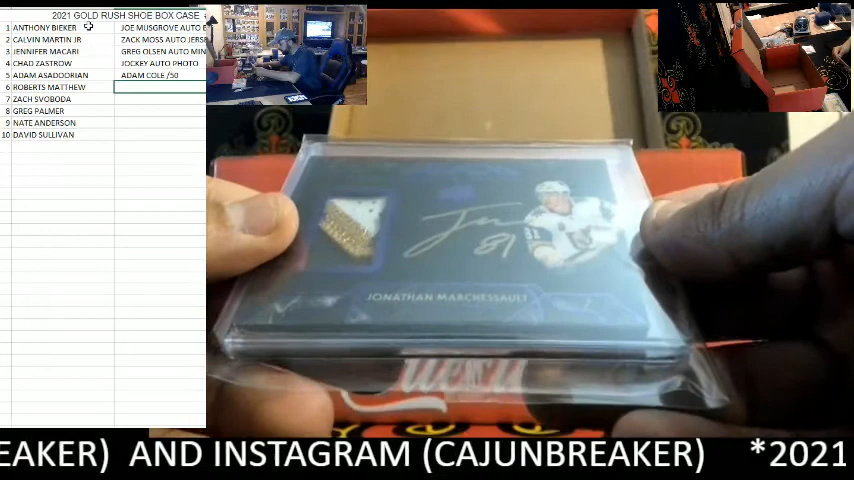 2021 GOLD RUSH SHOE BOX CASE
1 ANTHONY BIEKER JOE MUSGROVE AUTO
2 CALVIN MARTIN JR ZACK MOSS AUTO JERS
3 JENNIFER MACARI GREG OLSEN AUTO MIN
4 CHAD ZASTROW JOCKEY AUTO PHOTO
5 ADAM ASADOORIAN ADAM COLE /50
6 ROBERTS MATTHEW
7 ZACH SVOBODA
8 GREG PALMER
9 NATE ANDERSON
10 DAVID SULLIVAN
81
JONATHAN MARCHESSAULT
EAKER) AND INSTAGRAM (CAJUNBREAKER) *2021